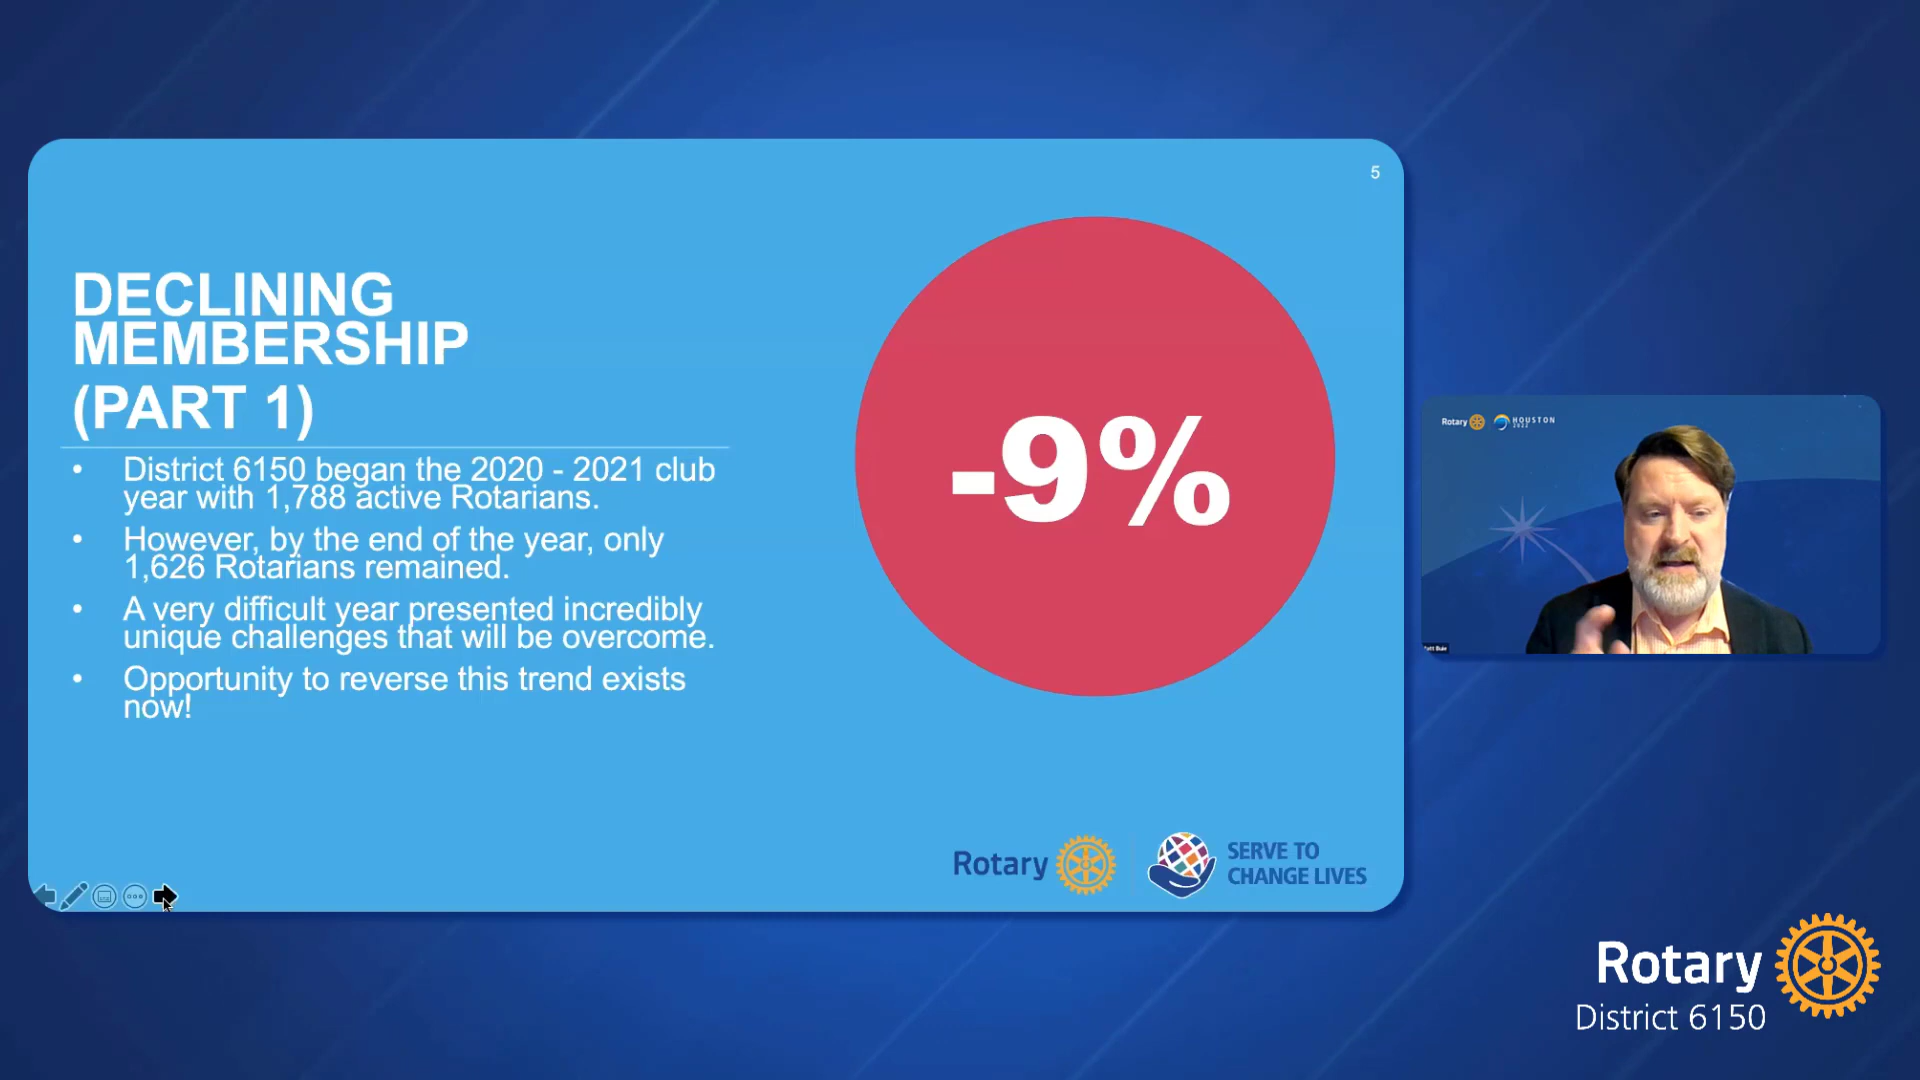 5
DECLINING
MEMBERSHIP
(PART 1)
• District 6150 began the 2020 - 2021 club
year with 1,788 active Rotarians.
• However, by the end of the year, only
1,626 Rotarians remained.
• A very difficult year presented incredibly
unique challenges that will be overcome.
• Opportunity to reverse this trend exists
now!
-9%
Rotary
SERVE TO
CHANGE LIVES
Rotary
HOUSTON
2022
Buie
Rotary
District 6150